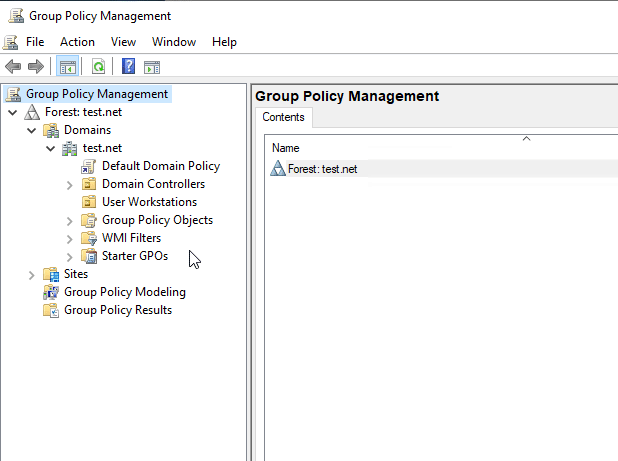 Group Policy Management
File Action View Window Help
Group Policy Management
Forest: test.net
Domains
test.net
Default Domain Policy
Domain Controllers
User Workstations
Group Policy Objects
WMI Filters
Starter GPOs
Sites
Group Policy Modeling
Group Policy Results
Group Policy Management
Contents
Name
Forest: test.net